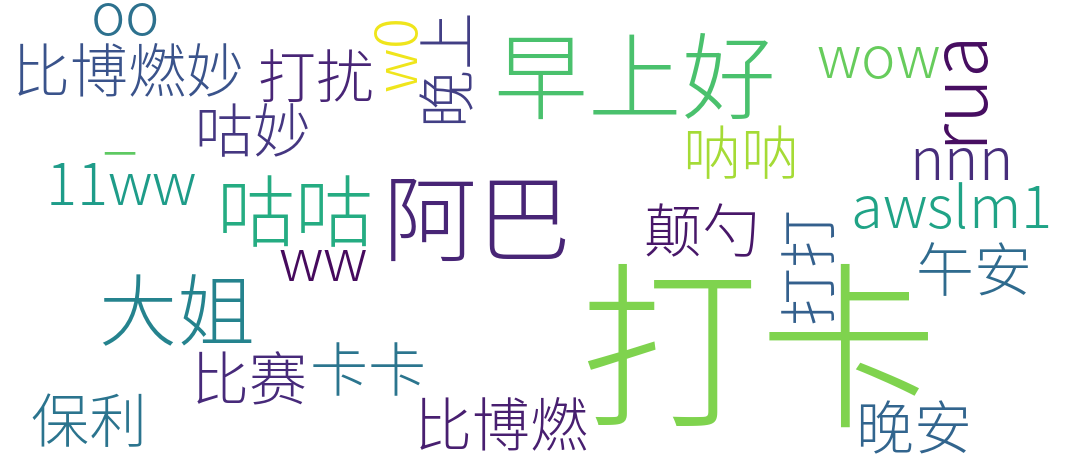 oo
比博燃妙
打扰
wo
晚上
早上好
wow
rua
咕妙
呐呐
nnn
一
11ww
咕咕
阿巴
颠勺
awslm1
ww
打打
午安
大姐
打卡
比赛
卡卡
保利
比博燃
晚安